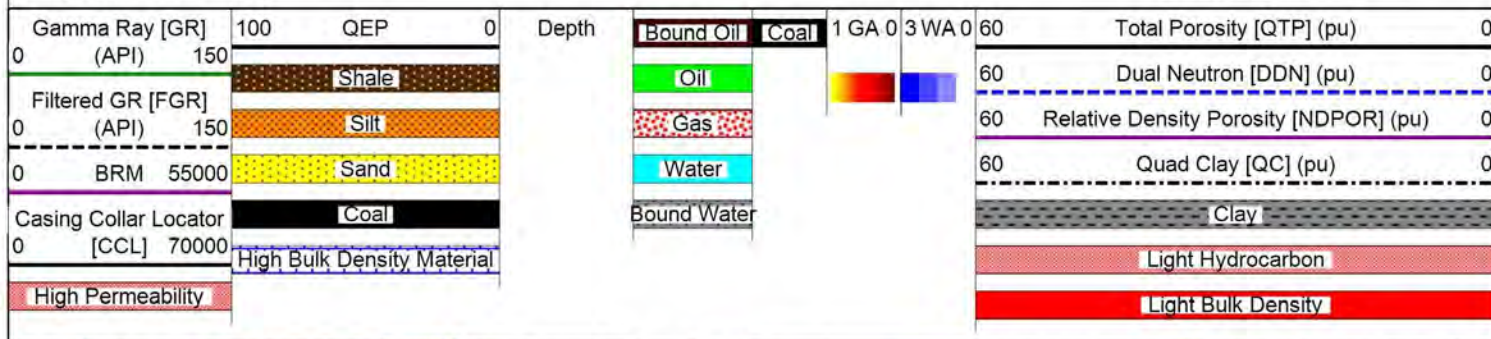 Gamma Ray [GR]
0 (API) 150
Filtered GR [FGR]
0 (API) 150
0 BRM 55000
Casing Collar Locator
0 [CCL] 70000
High Permeability
100 QEP 0
Shale
Silt
Sand
Coal
High Bulk Density Material
Depth
Bound Oil
Oil
Gas
Water
Bound Water
Coal
1 GA 0
3 WA 0
60 Total Porosity [QTP] (pu) 0
60 Dual Neutron [DDN] (pu) 0
60 Relative Density Porosity [NDPOR] (pu) 0
60 Quad Clay [QC] (pu) 0
Clay
Light Hydrocarbon
Light Bulk Density